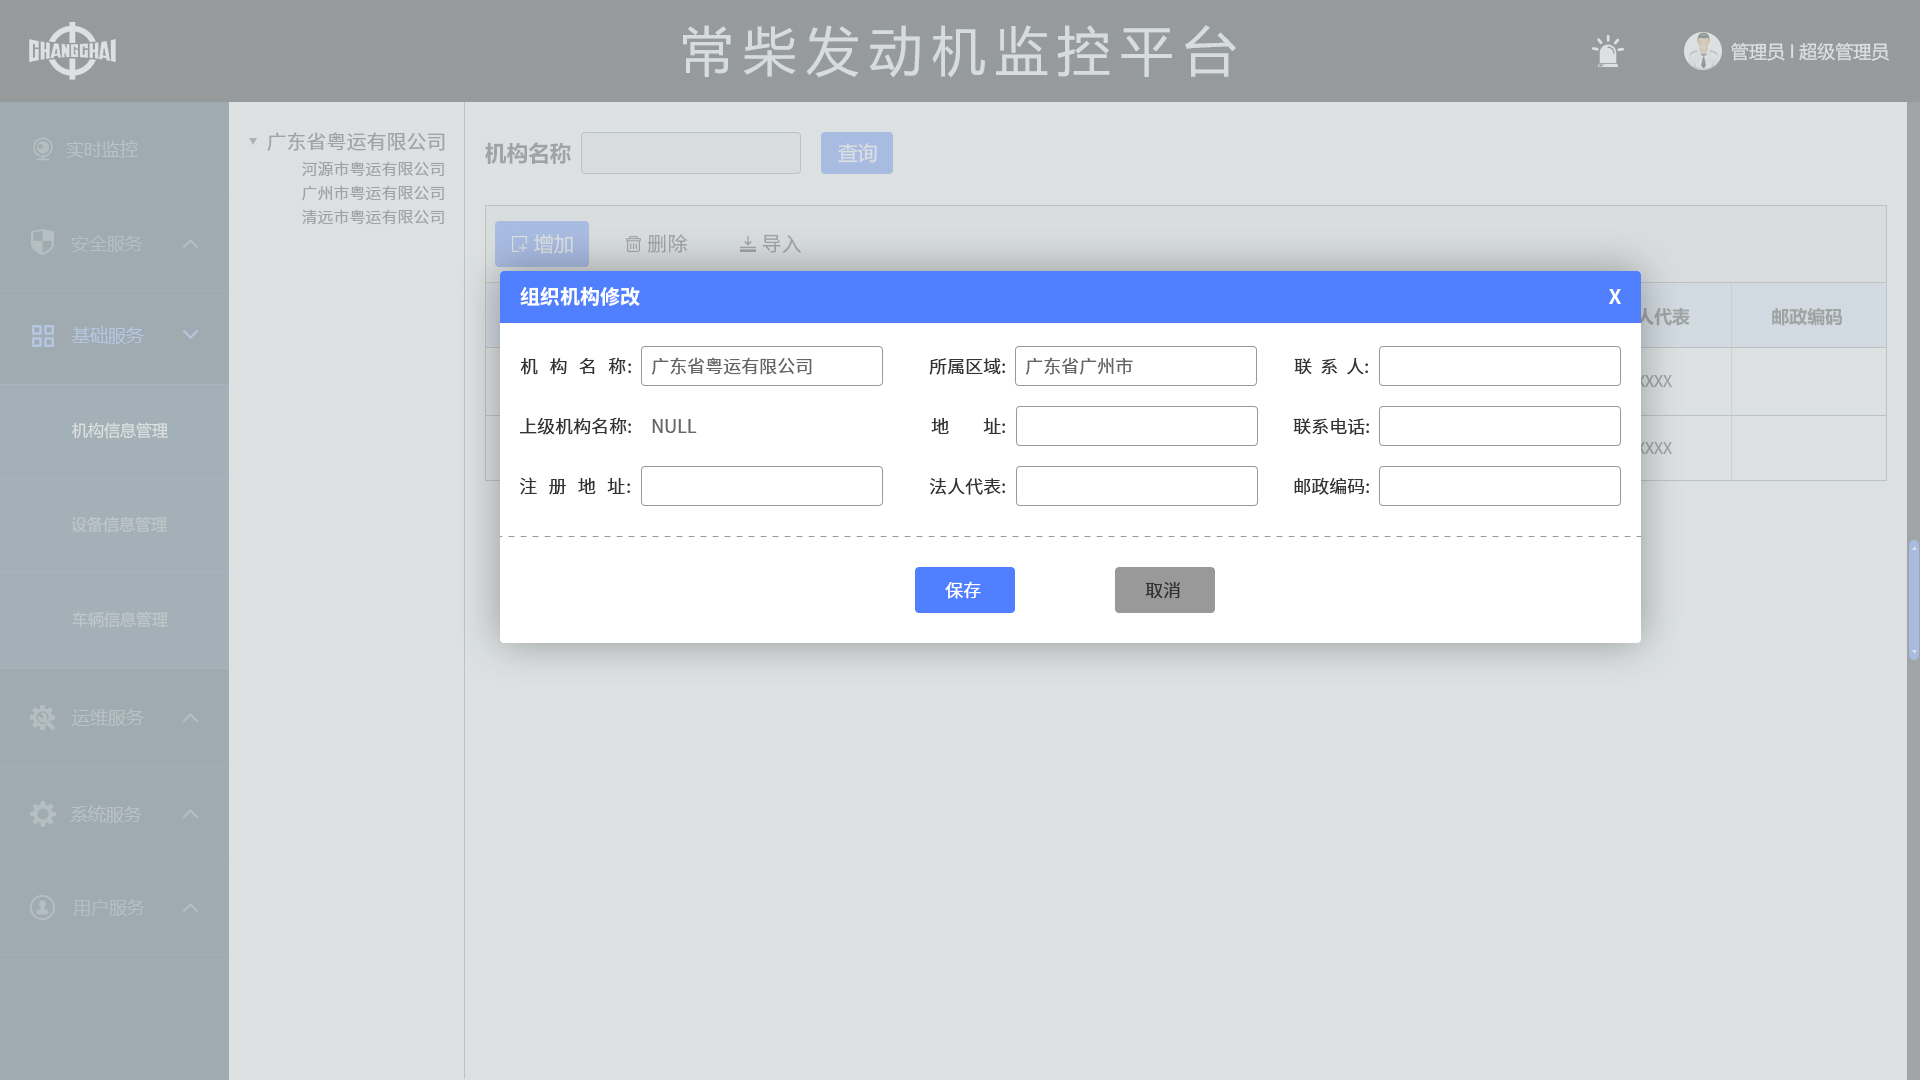 CHANGCHAI
常柴发动机监控平台
管理员 | 超级管理员
实时监控
安全服务
基础服务
机构信息管理
设备信息管理
车辆信息管理
运维服务
系统服务
用户服务
广东省粤运有限公司
河源市粤运有限公司
广州市粤运有限公司
清远市粤运有限公司
机构名称
查询
增加 删除 导入
人代表 邮政编码
XXXX
XXXX
组织机构修改 X
机 构 名 称: 广东省粤运有限公司 所属区域: 广东省广州市 联 系 人:
上级机构名称: NULL 地 址: 联系电话:
注 册 地 址: 法人代表: 邮政编码:
保存 取消